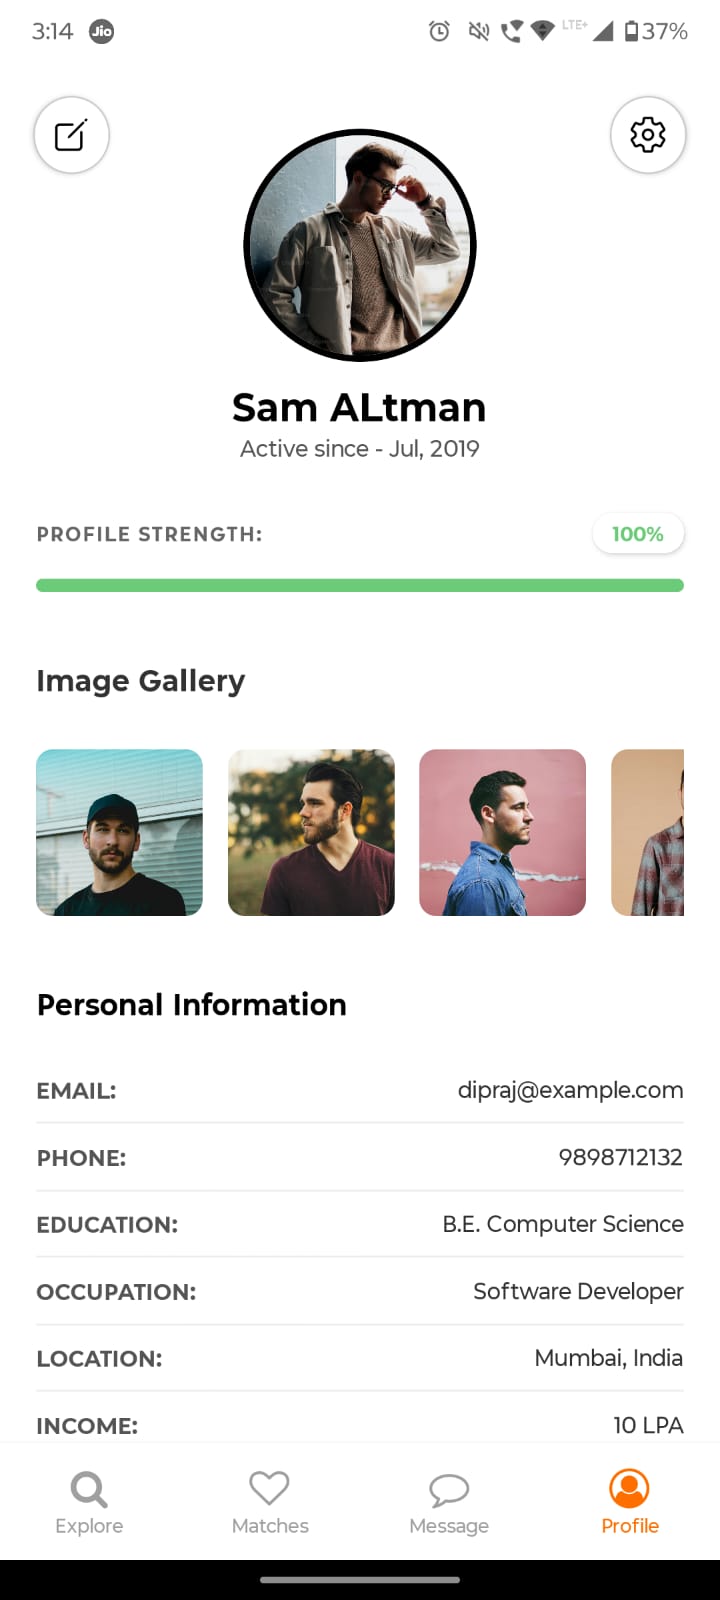 3:14 Jio LTE+ 37%
Sam ALtman
Active since - Jul, 2019
PROFILE STRENGTH: 100%
Image Gallery
Personal Information
EMAIL: dipraj@example.com
PHONE: 9898712132
EDUCATION: B.E. Computer Science
OCCUPATION: Software Developer
LOCATION: Mumbai, India
INCOME: 10 LPA
Explore Matches Message Profile